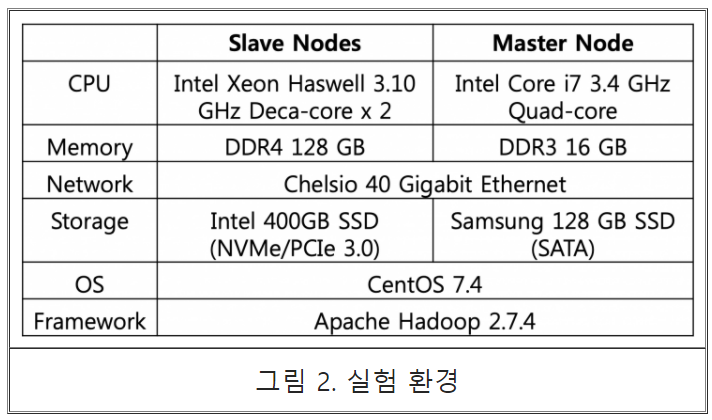 Slave Nodes Master Node
CPU Intel Xeon Haswell 3.10 Intel Core i7 3.4 GHz
GHz Deca-core x 2 Quad-core
Memory DDR4 128 GB DDR3 16 GB
Network Chelsio 40 Gigabit Ethernet
Storage Intel 400GB SSD Samsung 128 GB SSD
(NVMe/PCIe 3.0) (SATA)
OS CentOS 7.4
Framework Apache Hadoop 2.7.4
그림 2. 실험 환경